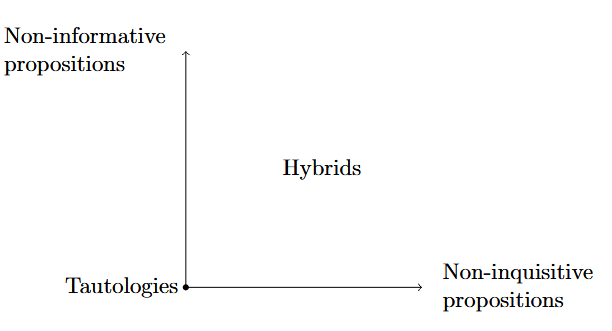 Non-informative
propositions
Hybrids
Tautologies
Non-inquisitive
propositions